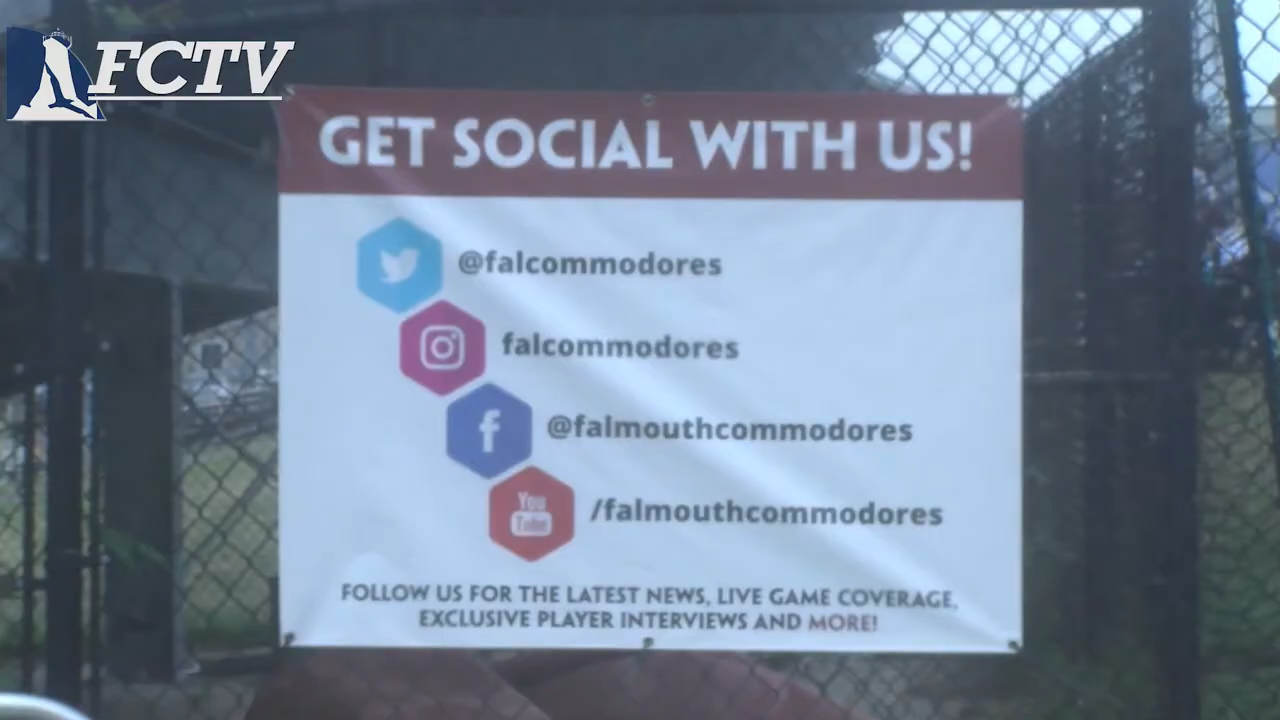 FCTV
GET SOCIAL WITH US!
@falcommodores
falcommodores
@falmouthcommodores
You
Tube
/falmouthcommodores
FOLLOW US FOR THE LATEST NEWS, LIVE GAME COVERAGE,
EXCLUSIVE PLAYER INTERVIEWS AND MORE!